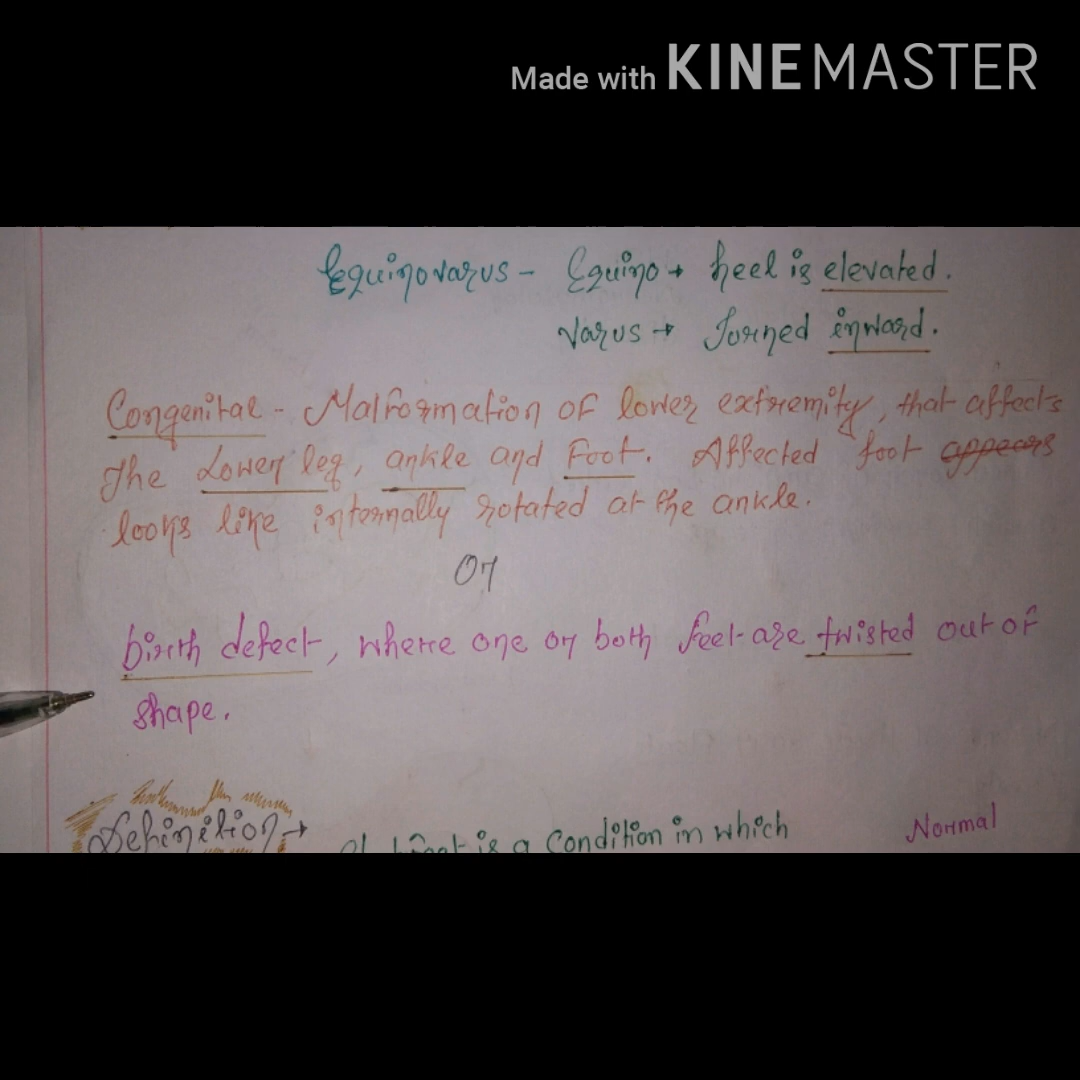 Made with KINEMASTER
Equinovarus - Equino → heel is elevated.
Varus → Turned inward.
Congenital - Malformation of lower extremity, that affects
the Lower leg, ankle and Foot. Affected foot appears
looks like internally rotated at the ankle.
Or
birth defect, where one or both feet are twisted out of
shape.
Definition →
is a Condition in which
Normal